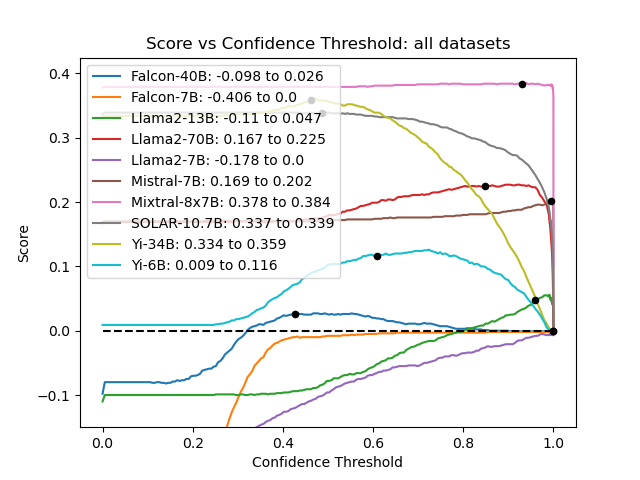 Score vs Confidence Threshold: all datasets
0.4
0.3
0.2
0.1
0.0
−0.1
Score
Falcon-40B: -0.098 to 0.026
Falcon-7B: -0.406 to 0.0
Llama2-13B: -0.11 to 0.047
Llama2-70B: 0.167 to 0.225
Llama2-7B: -0.178 to 0.0
Mistral-7B: 0.169 to 0.202
Mixtral-8x7B: 0.378 to 0.384
SOLAR-10.7B: 0.337 to 0.339
Yi-34B: 0.334 to 0.359
Yi-6B: 0.009 to 0.116
0.0 0.2 0.4 0.6 0.8 1.0
Confidence Threshold